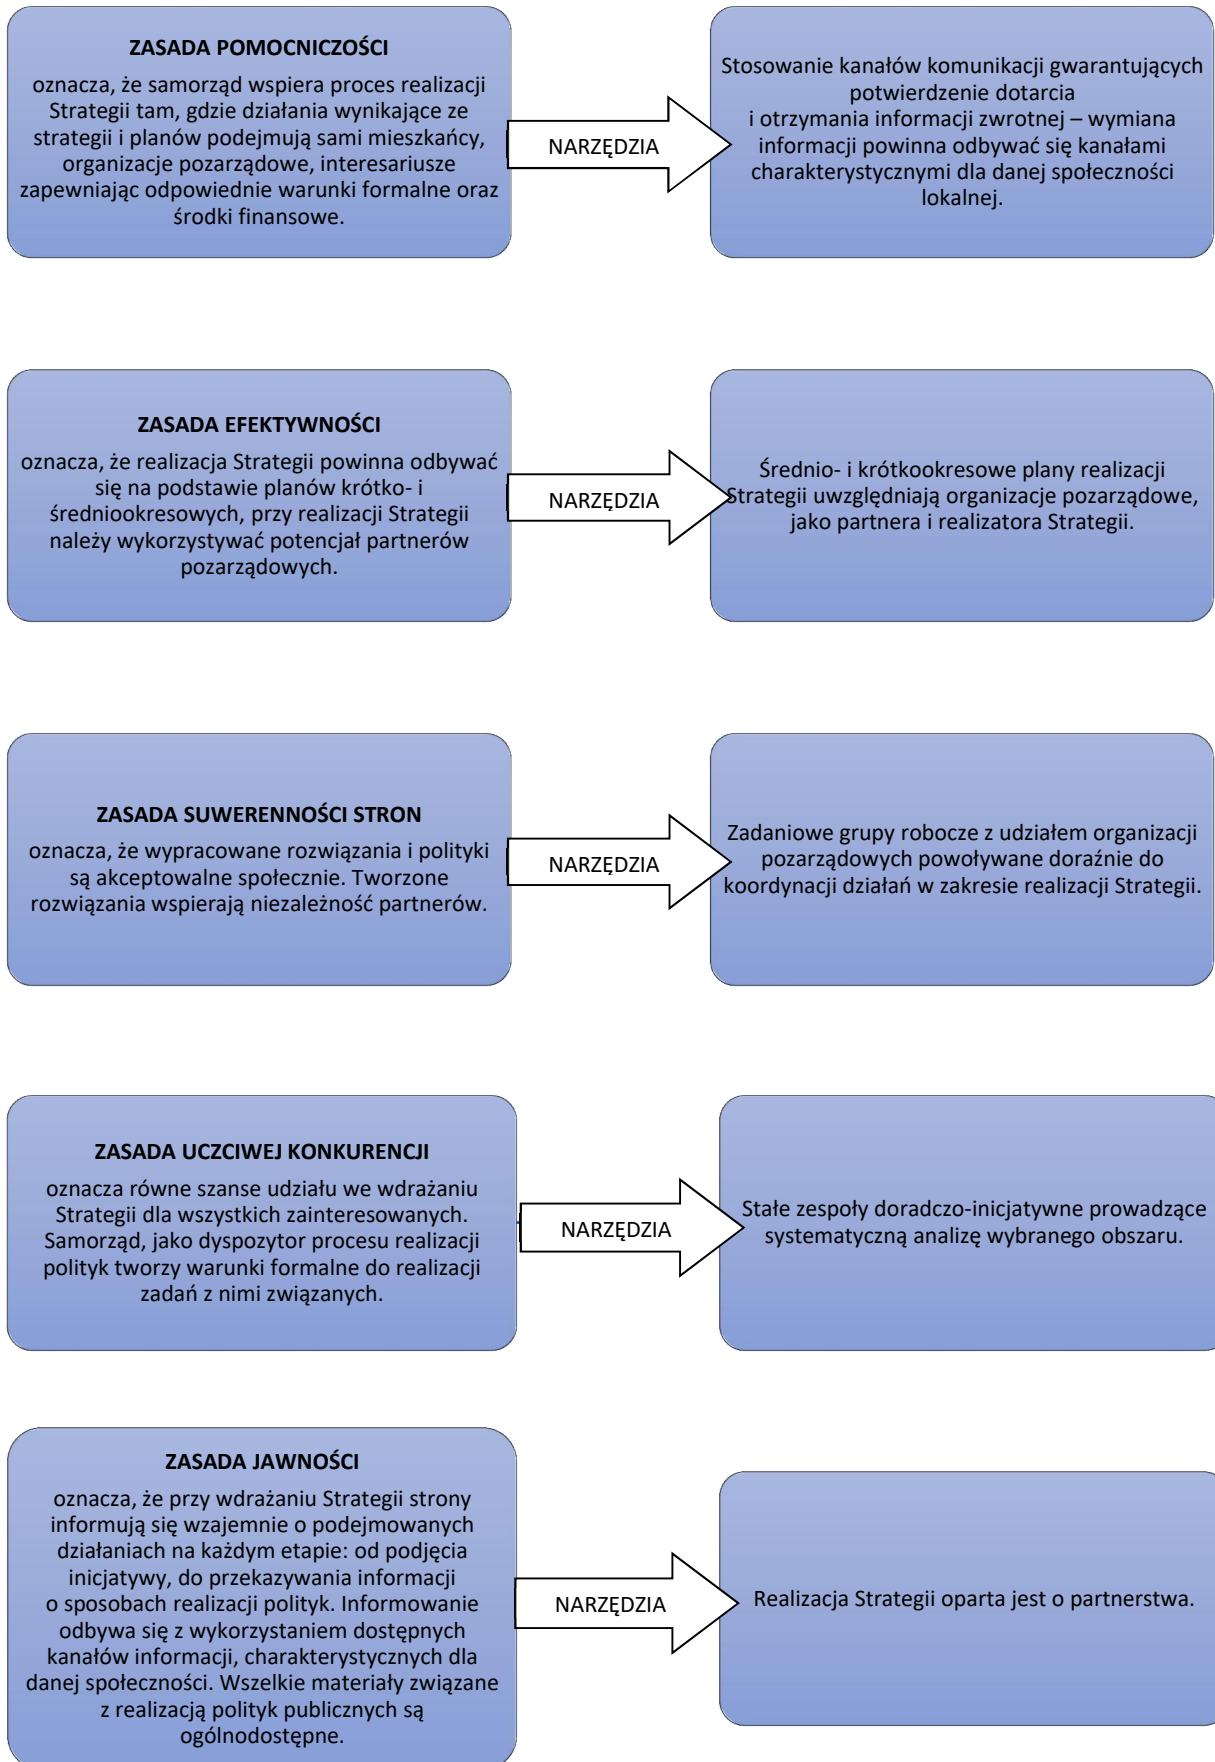 ZASADA POMOCNICZOŚCI
oznacza, że samorząd wspiera proces realizacji
Strategii tam, gdzie działania wynikające ze
strategii i planów podejmują sami mieszkańcy,
organizacje pozarządowe, interesariusze
zapewniając odpowiednie warunki formalne oraz
środki finansowe.
NARZĘDZIA
Stosowanie kanałów komunikacji gwarantujących
potwierdzenie dotarcia
i otrzymania informacji zwrotnej – wymiana
informacji powinna odbywać się kanałami
charakterystycznymi dla danej społeczności
lokalnej.
ZASADA EFEKTYWNOŚCI
oznacza, że realizacja Strategii powinna odbywać
się na podstawie planów krótko- i
średniookresowych, przy realizacji Strategii
należy wykorzystywać potencjał partnerów
pozarządowych.
NARZĘDZIA
Średnio- i krótkookresowe plany realizacji
Strategii uwzględniają organizacje pozarządowe,
jako partnera i realizatora Strategii.
ZASADA SUWERENNOŚCI STRON
oznacza, że wypracowane rozwiązania i polityki
są akceptowalne społecznie. Tworzone
rozwiązania wspierają niezależność partnerów.
NARZĘDZIA
Zadaniowe grupy robocze z udziałem organizacji
pozarządowych powoływane doraźnie do
koordynacji działań w zakresie realizacji Strategii.
ZASADA UCZCIWEJ KONKURENCJI
oznacza równe szanse udziału we wdrażaniu
Strategii dla wszystkich zainteresowanych.
Samorząd, jako dyspozytor procesu realizacji
polityk tworzy warunki formalne do realizacji
zadań z nimi związanych.
NARZĘDZIA
Stałe zespoły doradczo-inicjatywne prowadzące
systematyczną analizę wybranego obszaru.
ZASADA JAWNOŚCI
oznacza, że przy wdrażaniu Strategii strony
informują się wzajemnie o podejmowanych
działaniach na każdym etapie: od podjęcia
inicjatywy, do przekazywania informacji
o sposobach realizacji polityk. Informowanie
odbywa się z wykorzystaniem dostępnych
kanałów informacji, charakterystycznych dla
danej społeczności. Wszelkie materiały związane
z realizacją polityk publicznych są
ogólnodostępne.
NARZĘDZIA
Realizacja Strategii oparta jest o partnerstwa.